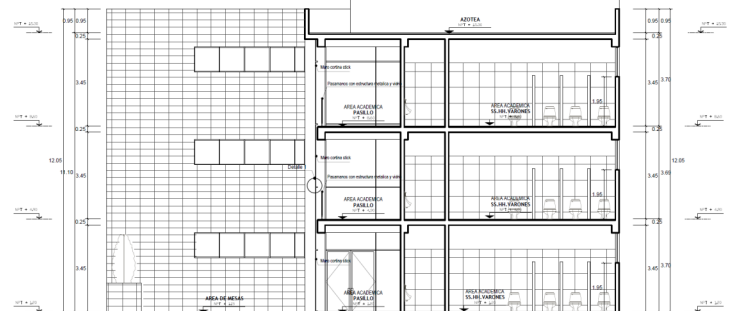 AZOTEA
0.95
0.95
0.95
0.95
0.25
0.25
Muro cortina stick
3.45
3.45
3.70
Pasamanos con estructura metalica y vidrio
1.95
AREA ACADEMICA
PASILLO
AREA ACADEMICA
SS.HH.VARONES
0.25
0.25
12.05
11.10
Muro cortina stick
12.05
Detalle
3.45
3.45
3.69
Pasamanos con estructura metalica y vidrio
1.95
AREA ACADEMICA
PASILLO
AREA ACADEMICA
SS.HH.VARONES
0.25
0.25
Muro cortina stick
3.45
3.45
3.70
1.95
AREA DE MESAS
AREA ACADEMICA
PASILLO
AREA ACADEMICA
SS.HH.VARONES